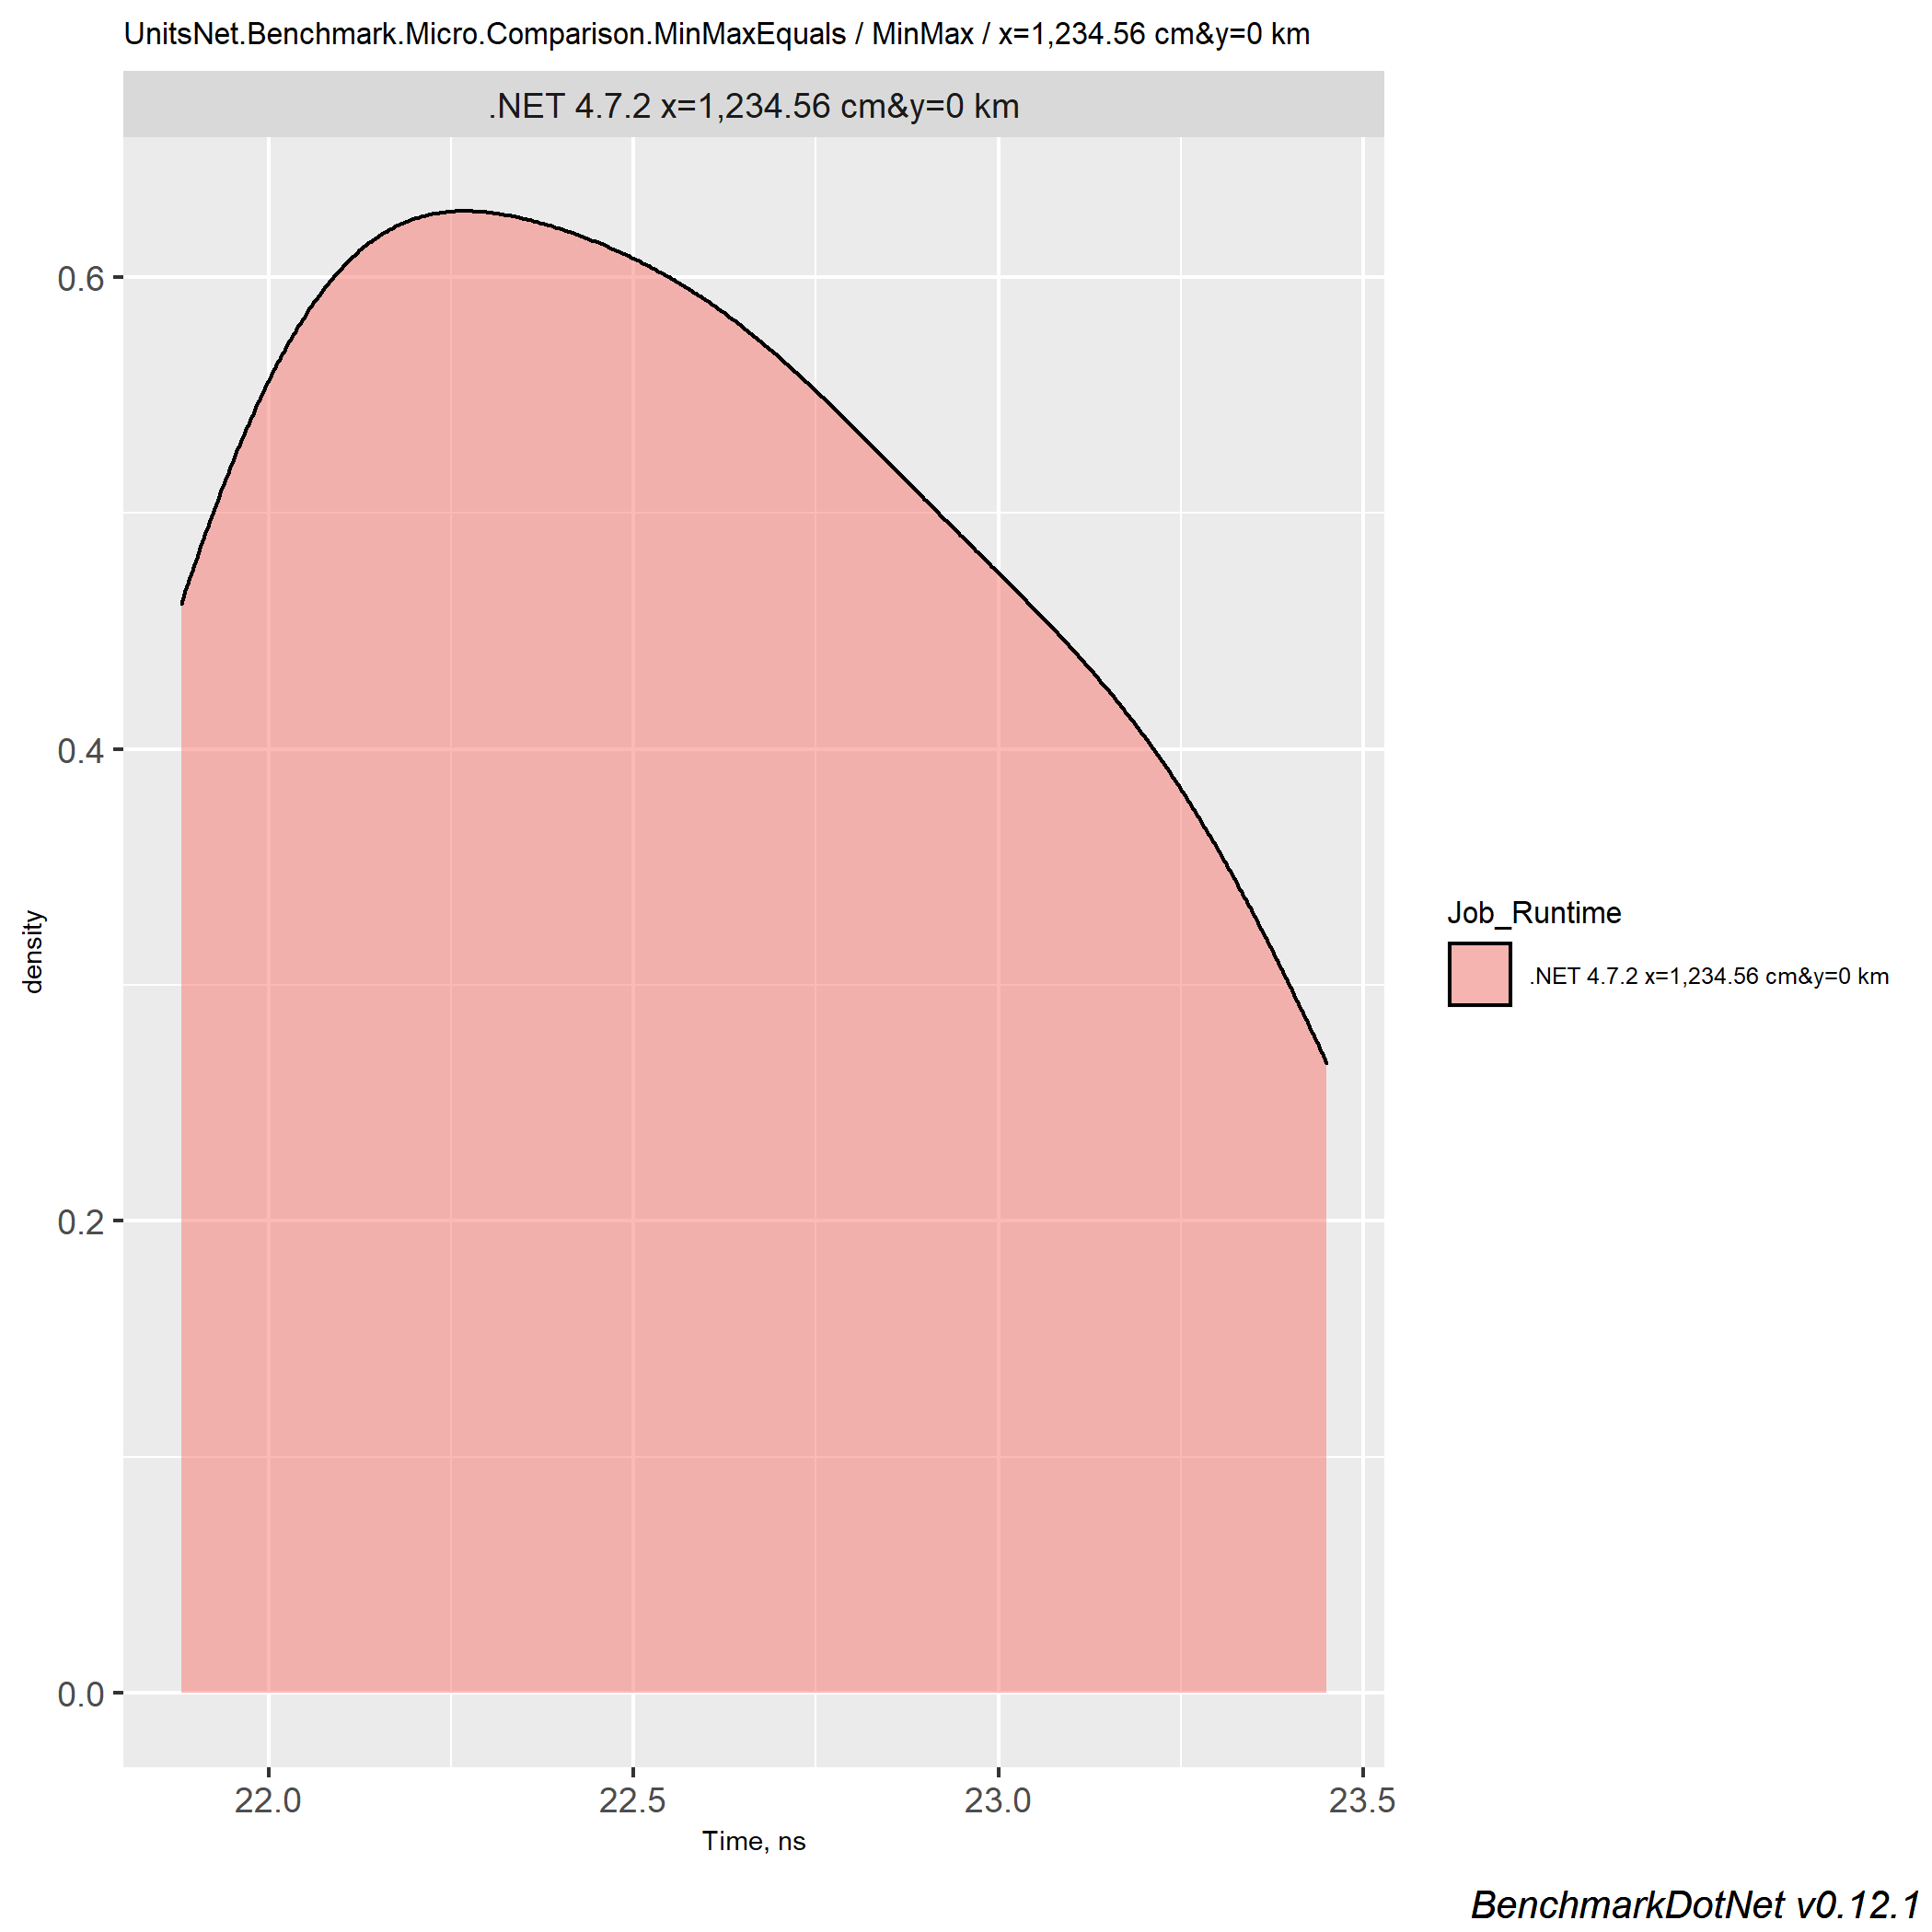 UnitsNet.Benchmark.Micro.Comparison.MinMaxEquals / MinMax / x=1,234.56 cm&y=0 km
.NET 4.7.2 x=1,234.56 cm&y=0 km
0.6
0.4
0.2
0.0
density
22.0 22.5 23.0 23.5
Time, ns
Job_Runtime
.NET 4.7.2 x=1,234.56 cm&y=0 km
BenchmarkDotNet v0.12.1